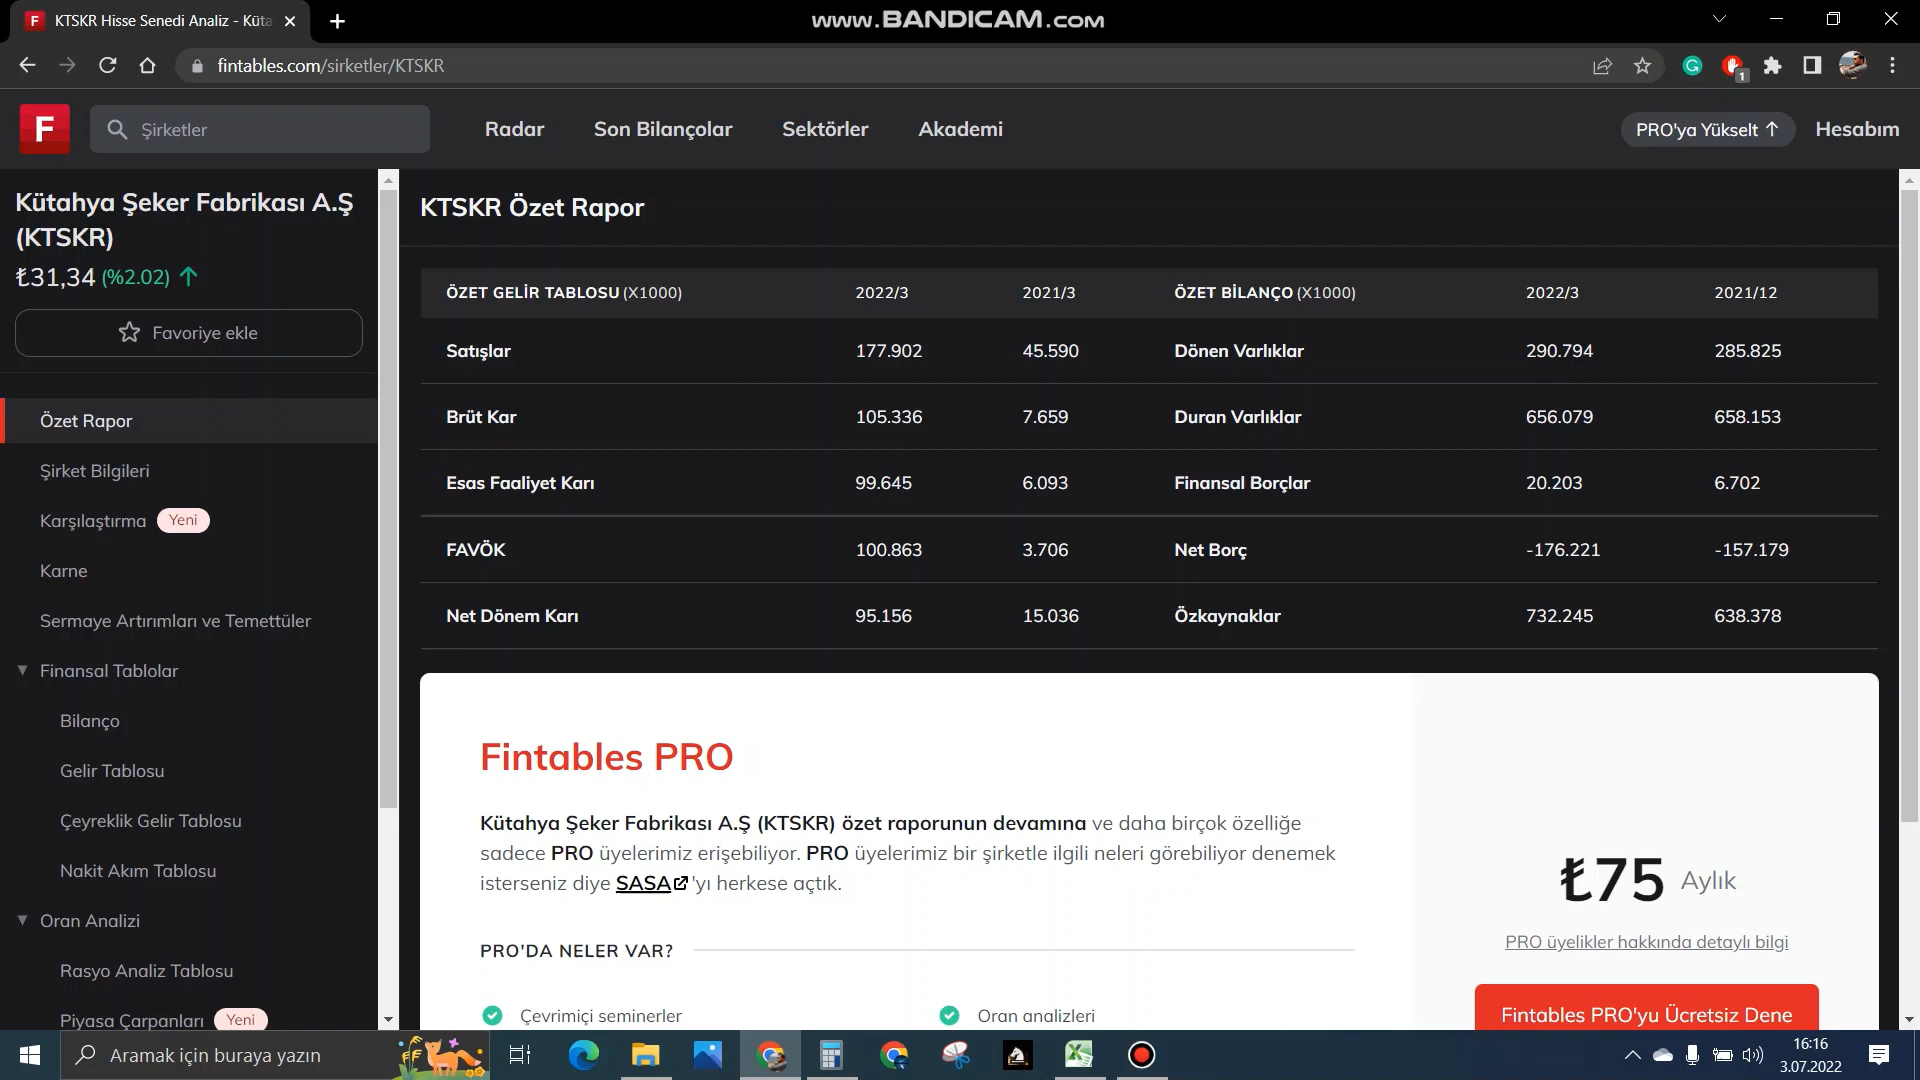 KTSKR Hisse Senedi Analiz - Küta
www.BANDICAM.com
fintables.com/sirketler/KTSKR
1
F
Şirketler
Radar
Son Bilançolar
Sektörler
Akademi
PRO'ya Yükselt ↑
Hesabım
Kütahya Şeker Fabrikası A.Ş
(KTSKR)
₺31,34 (%2.02) ↑
Favoriye ekle
Özet Rapor
Şirket Bilgileri
Karşılaştırma Yeni
Karne
Sermaye Artırımları ve Temettüler
Finansal Tablolar
Bilanço
Gelir Tablosu
Çeyreklik Gelir Tablosu
Nakit Akım Tablosu
Oran Analizi
Rasyo Analiz Tablosu
Piyasa Çarpanları Yeni
KTSKR Özet Rapor
ÖZET GELİR TABLOSU (X1000) 2022/3 2021/3 ÖZET BİLANÇO (X1000) 2022/3 2021/12
Satışlar 177.902 45.590 Dönen Varlıklar 290.794 285.825
Brüt Kar 105.336 7.659 Duran Varlıklar 656.079 658.153
Esas Faaliyet Karı 99.645 6.093 Finansal Borçlar 20.203 6.702
FAVÖK 100.863 3.706 Net Borç -176.221 -157.179
Net Dönem Karı 95.156 15.036 Özkaynaklar 732.245 638.378
Fintables PRO
Kütahya Şeker Fabrikası A.Ş (KTSKR) özet raporunun devamına ve daha birçok özelliğe
sadece PRO üyelerimiz erişebiliyor. PRO üyelerimiz bir şirketle ilgili neleri görebiliyor denemek
isterseniz diye SASA 'yı herkese açtık.
PRO'DA NELER VAR?
Çevrimiçi seminerler
Oran analizleri
₺75 Aylık
PRO üyelikler hakkında detaylı bilgi
Fintables PRO'yu Ücretsiz Dene
Aramak için buraya yazın
16:16
3.07.2022